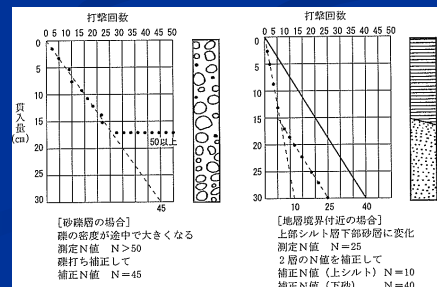 打撃回数
0 5 10 15 20 25 30 35 40 45 50
0
5
10
15
20
25
30
貫入量(cm)
50以上
45
[砂礫層の場合]
礫の密度が途中で大きくなる
測定N値 N>50
礫打ち補正して
補正N値 N=45
打撃回数
0 10 20 30 40 50
0
5
10
15
20
25
30
10 25 40
[地層境界付近の場合]
上部シルト層下部砂層に変化
測定N値 N=25
2層のN値を補正して
補正N値(上シルト) N=10
補正N値(下砂) N=40